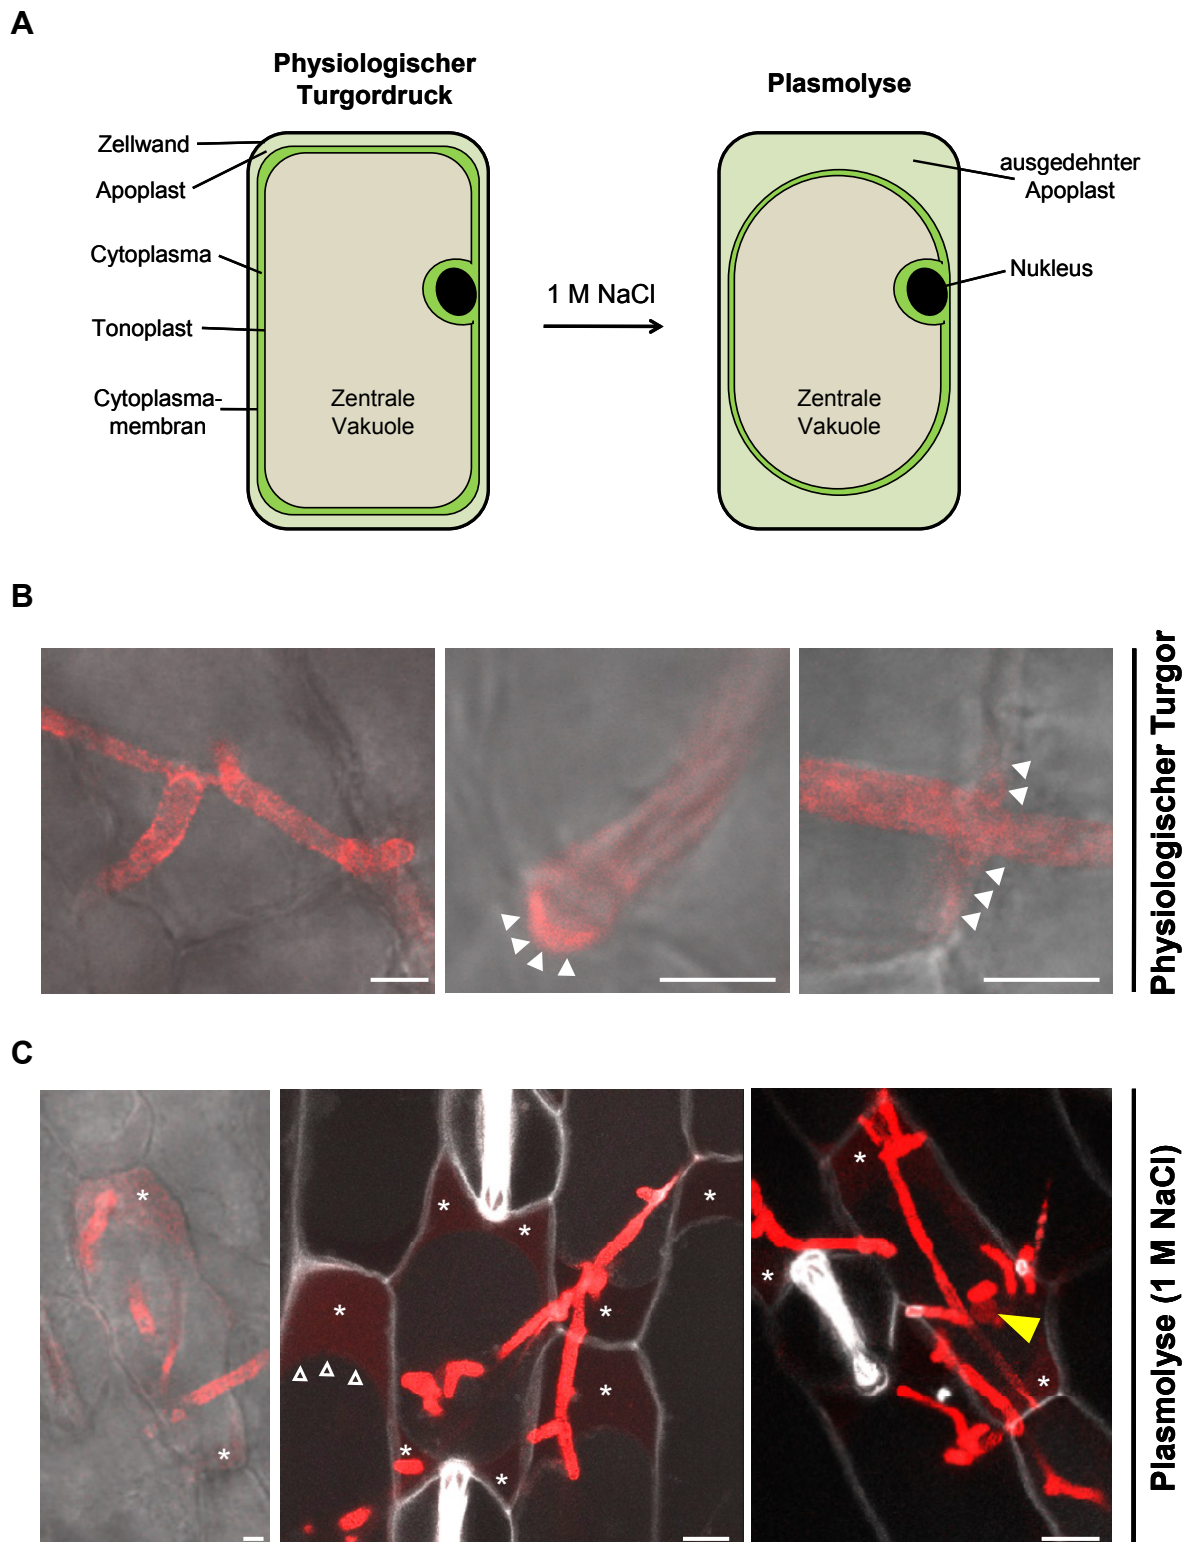 A
Physiologischer
Turgordruck
Plasmolyse
Zellwand
Apoplast
Cytoplasma
Tonoplast
Cytoplasma-
membran
Zentrale
Vakuole
1 M NaCl
ausgedehnter
Apoplast
Nukleus
Zentrale
Vakuole
B
Physiologischer Turgor
C
*
*
*
*
*
*
*
*
*
*
*
*
*
Plasmolyse (1 M NaCl)